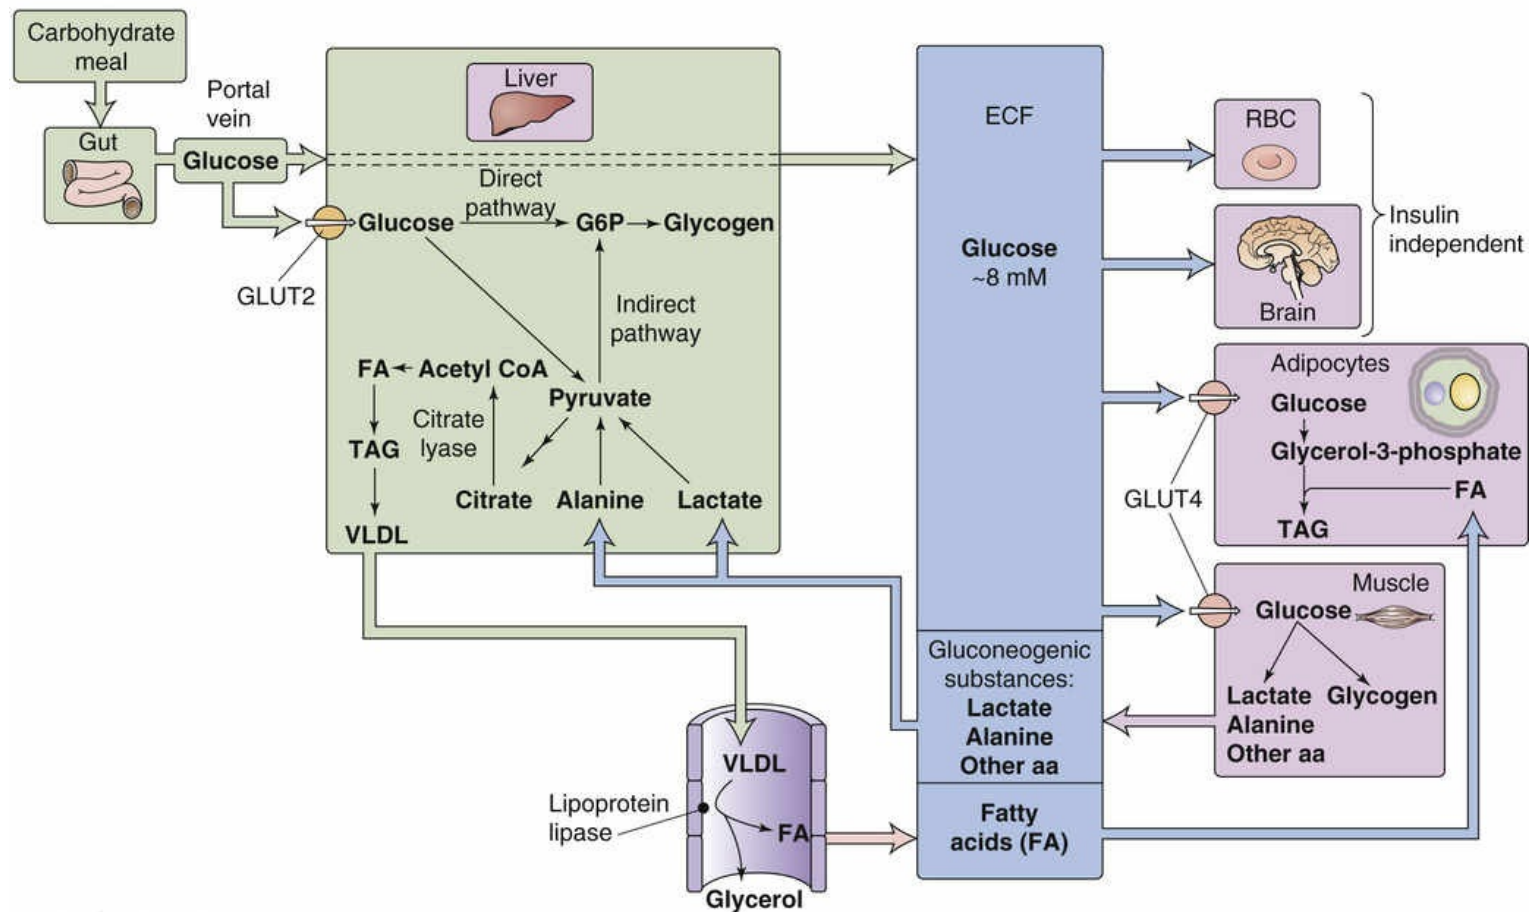 Carbohydrate
meal
Gut
Portal
vein
Glucose
GLUT2
Liver
Glucose
Direct
pathway
G6P
Glycogen
Indirect
pathway
FA
Acetyl CoA
Pyruvate
Citrate
lyase
TAG
Citrate
Alanine
Lactate
VLDL
ECF
Glucose
~8 mM
Gluconeogenic
substances:
Lactate
Alanine
Other aa
Fatty
acids (FA)
RBC
Brain
Insulin
independent
Adipocytes
Glucose
Glycerol-3-phosphate
FA
TAG
GLUT4
Muscle
Glucose
Lactate
Glycogen
Alanine
Other aa
VLDL
Lipoprotein
lipase
FA
Glycerol